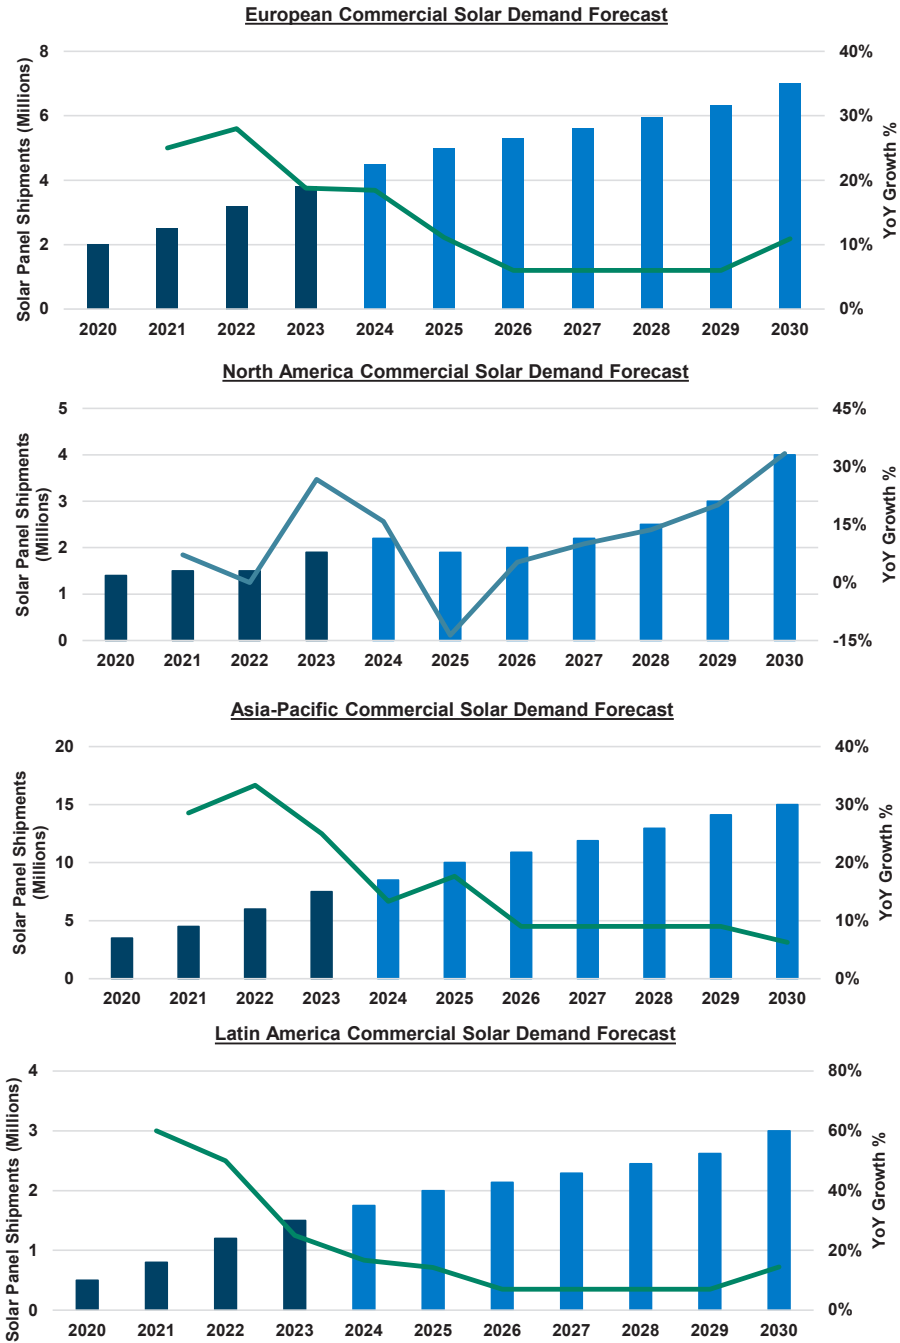 European Commercial Solar Demand Forecast
Solar Panel Shipments (Millions)
8
6
4
2
0
40%
30%
20%
10%
0%
YoY Growth %
2020 2021 2022 2023 2024 2025 2026 2027 2028 2029 2030
North America Commercial Solar Demand Forecast
Solar Panel Shipments
(Millions)
5
4
3
2
1
0
45%
30%
15%
0%
-15%
YoY Growth %
2020 2021 2022 2023 2024 2025 2026 2027 2028 2029 2030
Asia-Pacific Commercial Solar Demand Forecast
Solar Panel Shipments
(Millions)
20
15
10
5
0
40%
30%
20%
10%
0%
YoY Growth %
2020 2021 2022 2023 2024 2025 2026 2027 2028 2029 2030
Latin America Commercial Solar Demand Forecast
Solar Panel Shipments (Millions)
4
3
2
1
0
80%
60%
40%
20%
0%
YoY Growth %
2020 2021 2022 2023 2024 2025 2026 2027 2028 2029 2030